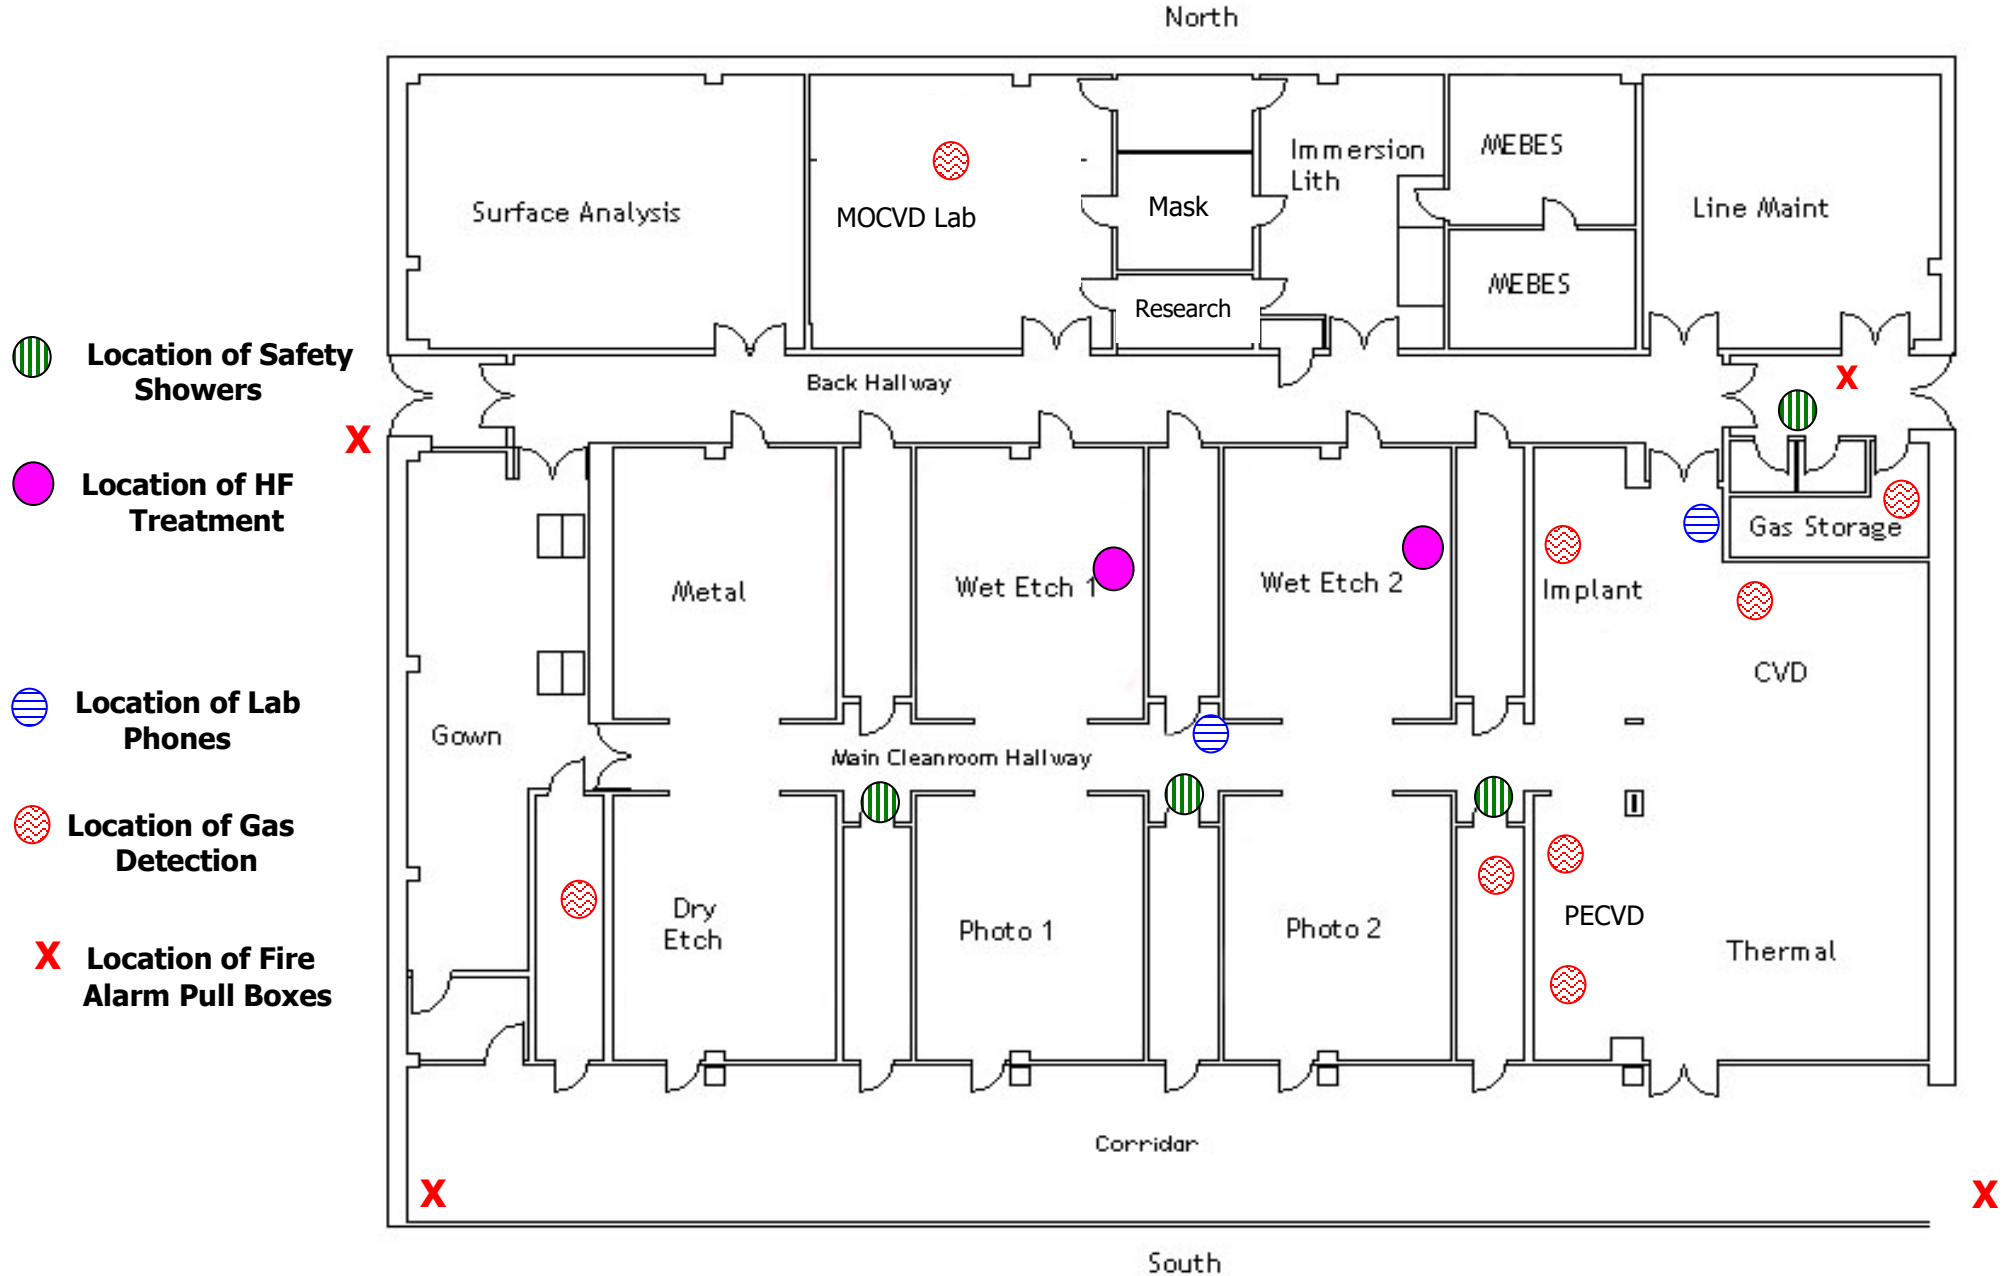 North
Surface Analysis
MOCVD Lab
Mask
Research
Immersion
Lith
MEBES
MEBES
Line Maint
Back Hallway
X
X
Location of Safety
Showers
Location of HF
Treatment
Location of Lab
Phones
Location of Gas
Detection
X Location of Fire
Alarm Pull Boxes
Gown
Metal
Wet Etch 1
Wet Etch 2
Implant
Gas Storage
CVD
Main Cleanroom Hallway
Dry
Etch
Photo 1
Photo 2
PECVD
Thermal
Corridor
X
X
South